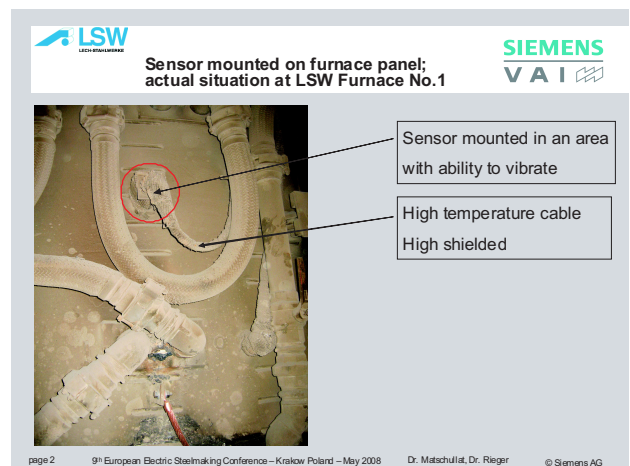 LSW
LECH-STAHLWERKE
Sensor mounted on furnace panel;
actual situation at LSW Furnace No.1
SIEMENS
VAI
Sensor mounted in an area
with ability to vibrate
High temperature cable
High shielded
page 2 9th European Electric Steelmaking Conference – Krakow Poland – May 2008 Dr. Matschullat, Dr. Rieger © Siemens AG